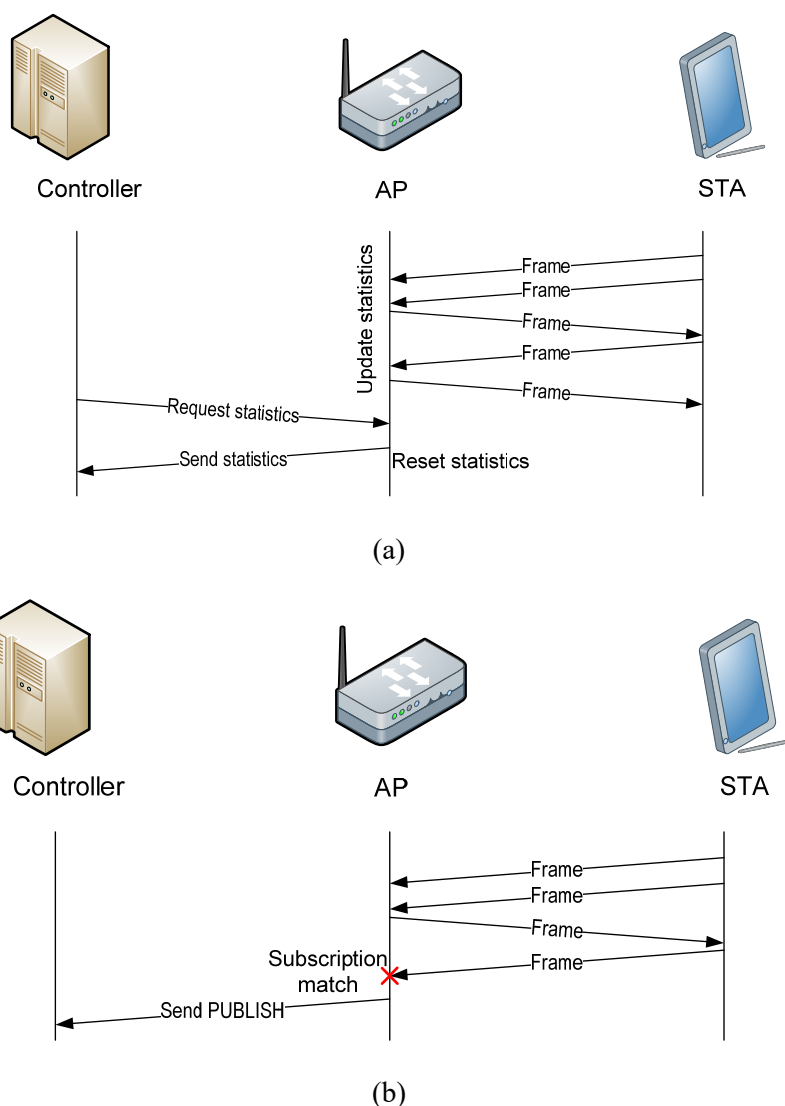 Controller
AP
STA
Update statistics
Frame
Frame
Frame
Frame
Frame
Request statistics
Send statistics
Reset statistics
(a)
Controller
AP
STA
Frame
Frame
Frame
Subscription
match
Frame
Send PUBLISH
(b)